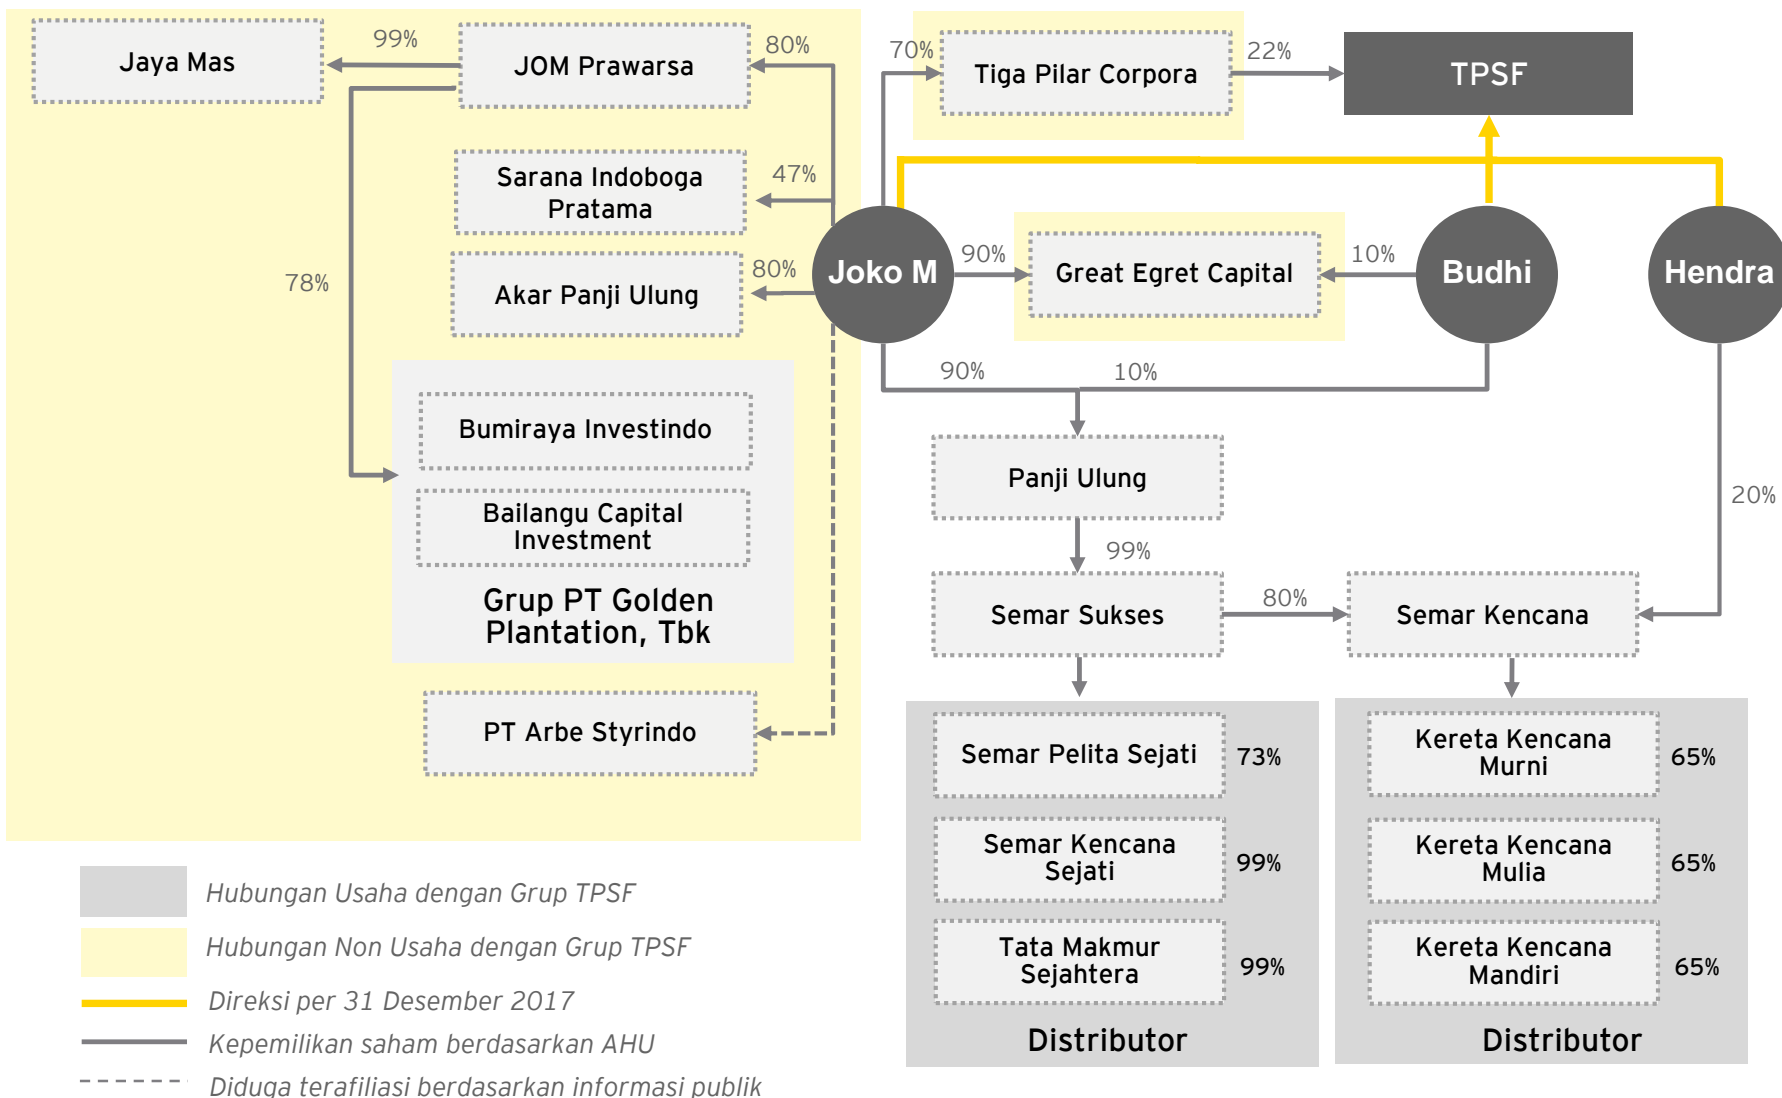 Jaya Mas
99%
JOM Prawarsa
80%
70%
Tiga Pilar Corpora
22%
TPSF
Sarana Indoboga
Pratama
47%
78%
Akar Panji Ulung
80%
Joko M
90%
Great Egret Capital
10%
Budhi
Hendra
90%
10%
Bumiraya Investindo
Bailangu Capital
Investment
Grup PT Golden
Plantation, Tbk
Panji Ulung
99%
20%
Semar Sukses
80%
Semar Kencana
PT Arbe Styrindo
Semar Pelita Sejati
73%
Semar Kencana
Sejati
99%
Tata Makmur
Sejahtera
99%
Distributor
Kereta Kencana
Murni
65%
Kereta Kencana
Mulia
65%
Kereta Kencana
Mandiri
65%
Distributor
Hubungan Usaha dengan Grup TPSF
Hubungan Non Usaha dengan Grup TPSF
Direksi per 31 Desember 2017
Kepemilikan saham berdasarkan AHU
Diduga terafiliasi berdasarkan informasi publik